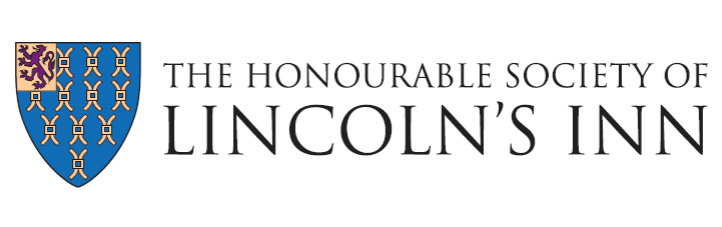 THE HONOURABLE SOCIETY OF
LINCOLN’S INN